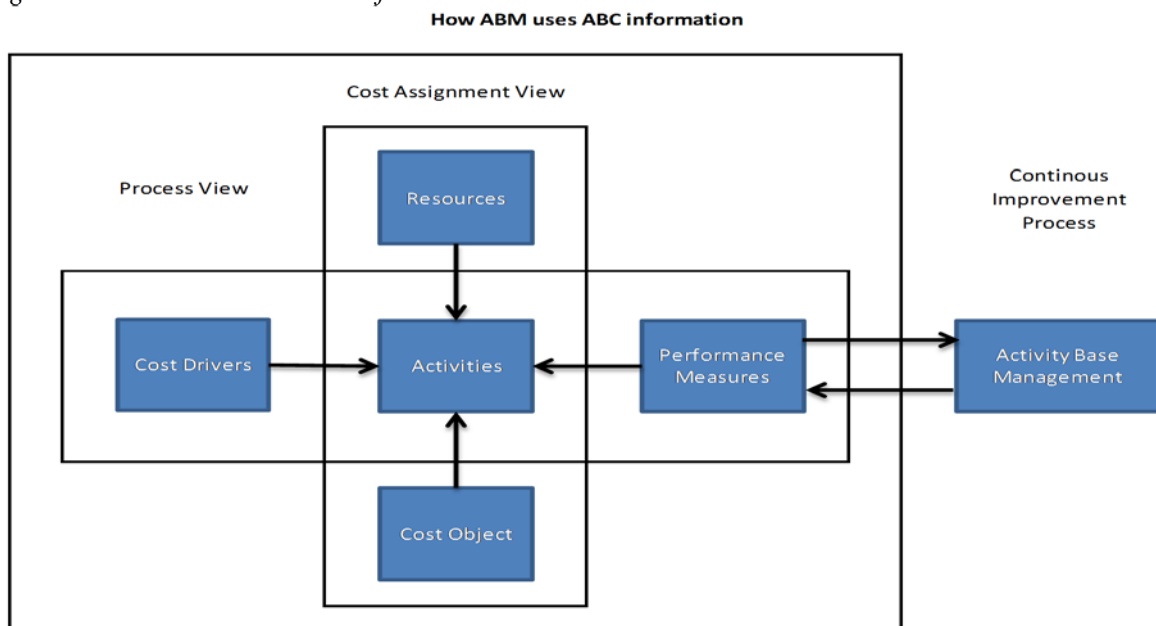 How ABM uses ABC information
Cost Assignment View
Process View
Resources
Continous
Improvement
Process
Cost Drivers
Activities
Performance
Measures
Activity Base
Management
Cost Object